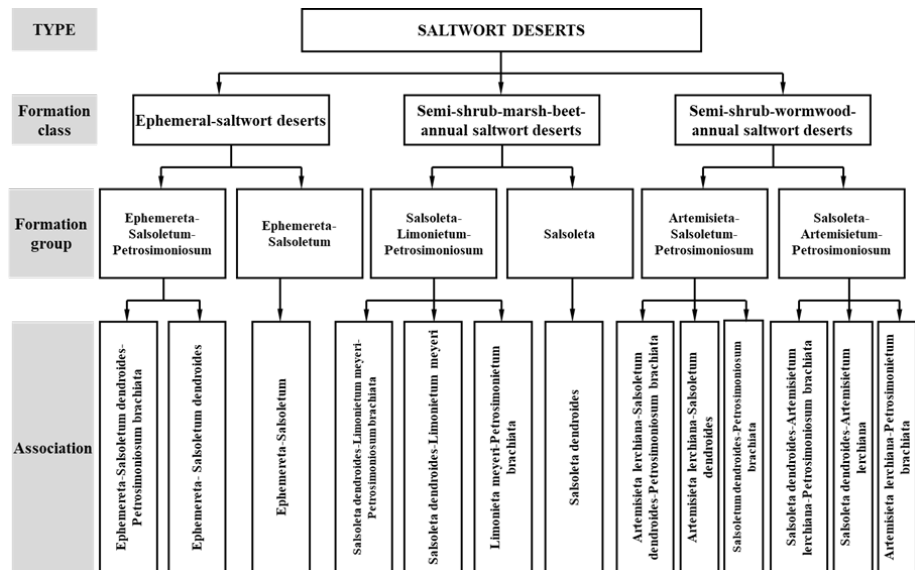 TYPE
SALTWORT DESERTS
Formation
class
Ephemeral-saltwort deserts
Semi-shrub-marsh-beet-
annual saltwort deserts
Semi-shrub-wormwood-
annual saltwort deserts
Formation
group
Ephemereta-
Salsoletum-
Petrosimoniosum
Ephemereta-
Salsoletum
Salsoleta-
Limonietum-
Petrosimoniosum
Salsoleta
Artemisieta-
Salsoletum-
Petrosimoniosum
Salsoleta-
Artemisietum-
Petrosimoniosum
Association
Ephemereta-Salsoletum dendroides-
Petrosimoniosum brachiata
Ephemereta- Salsoletum dendroides
Ephemereta-Salsoletum
Salsoleta dendroides-Limonietum meyeri-
Petrosimoniosum brachiata
Salsoleta dendroides-Limonietum meyeri
Limonieta meyeri-Petrosimonietum
brachiata
Salsoleta dendroides
Artemisieta lerchiana-Salsoletum
dendroides-Petrosimoniosum brachiata
Artemisieta lerchiana-Salsoletum
dendroides
Salsoletum dendroides-Petrosimoniosum
brachiata
Salsoleta dendroides-Artemisietum
lerchiana-Petrosimoniosum brachiata
Salsoleta dendroides-Artemisietum
lerchiana
Artemisieta lerchiana-Petrosimonietum
brachiata